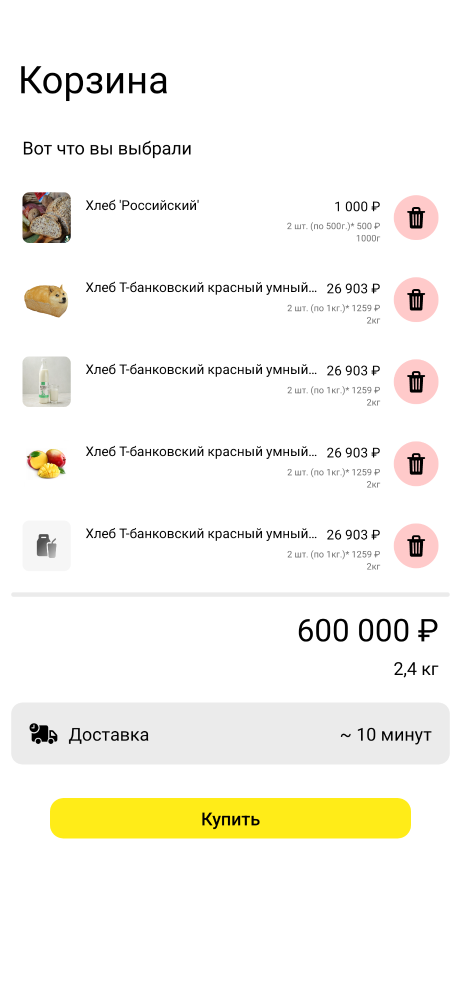 Корзина
Вот что вы выбрали
Хлеб 'Российский'
1 000 ₽
2 шт. (по 500г.)* 500 ₽
1000г
Хлеб Т-банковский красный умный...
26 903 ₽
2 шт. (по 1кг.)* 1259 ₽
2кг
Хлеб Т-банковский красный умный...
26 903 ₽
2 шт. (по 1кг.)* 1259 ₽
2кг
Хлеб Т-банковский красный умный...
26 903 ₽
2 шт. (по 1кг.)* 1259 ₽
2кг
Хлеб Т-банковский красный умный...
26 903 ₽
2 шт. (по 1кг.)* 1259 ₽
2кг
600 000 ₽
2,4 кг
Доставка
~ 10 минут
Купить